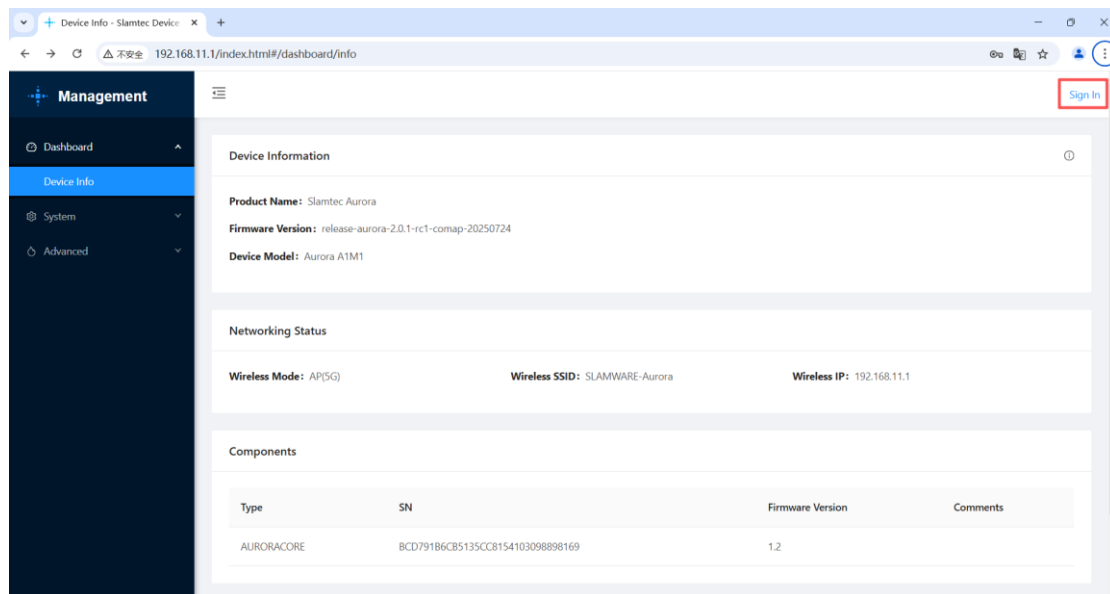 Device Info - Slamtec Device
不安全 192.168.11.1/index.html#/dashboard/info
Management
Sign In
Dashboard
Device Info
System
Advanced
Device Information
Product Name: Slamtec Aurora
Firmware Version: release-aurora-2.0.1-rc1-comap-20250724
Device Model: Aurora A1M1
Networking Status
Wireless Mode: AP(5G) Wireless SSID: SLAMWARE-Aurora Wireless IP: 192.168.11.1
Components
Type SN Firmware Version Comments
AURORACORE BCD791B6CB5135CC8154103098898169 1.2